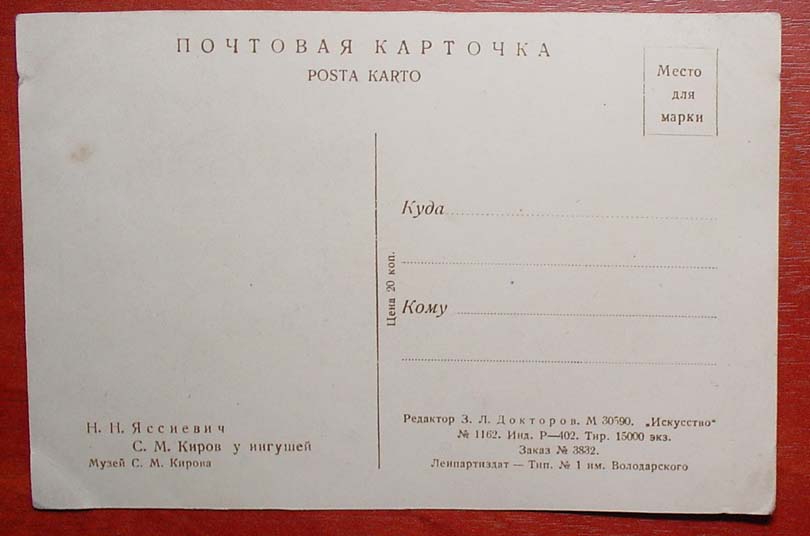 ПОЧТОВАЯ КАРТОЧКА
POSTA KARTO
Место
для
марки
Куда
Цена 20 коп.
Кому
Н. Н. Яссиевич
С. М. Киров у ингушей
Музей С. М. Кирова
Редактор З. Л. Докторов. М 30590. „Искусство“
№ 1162. Инд. Р—402. Тир. 15000 экз.
Заказ № 3832.
Ленпартиздат — Тип. № 1 им. Володарского